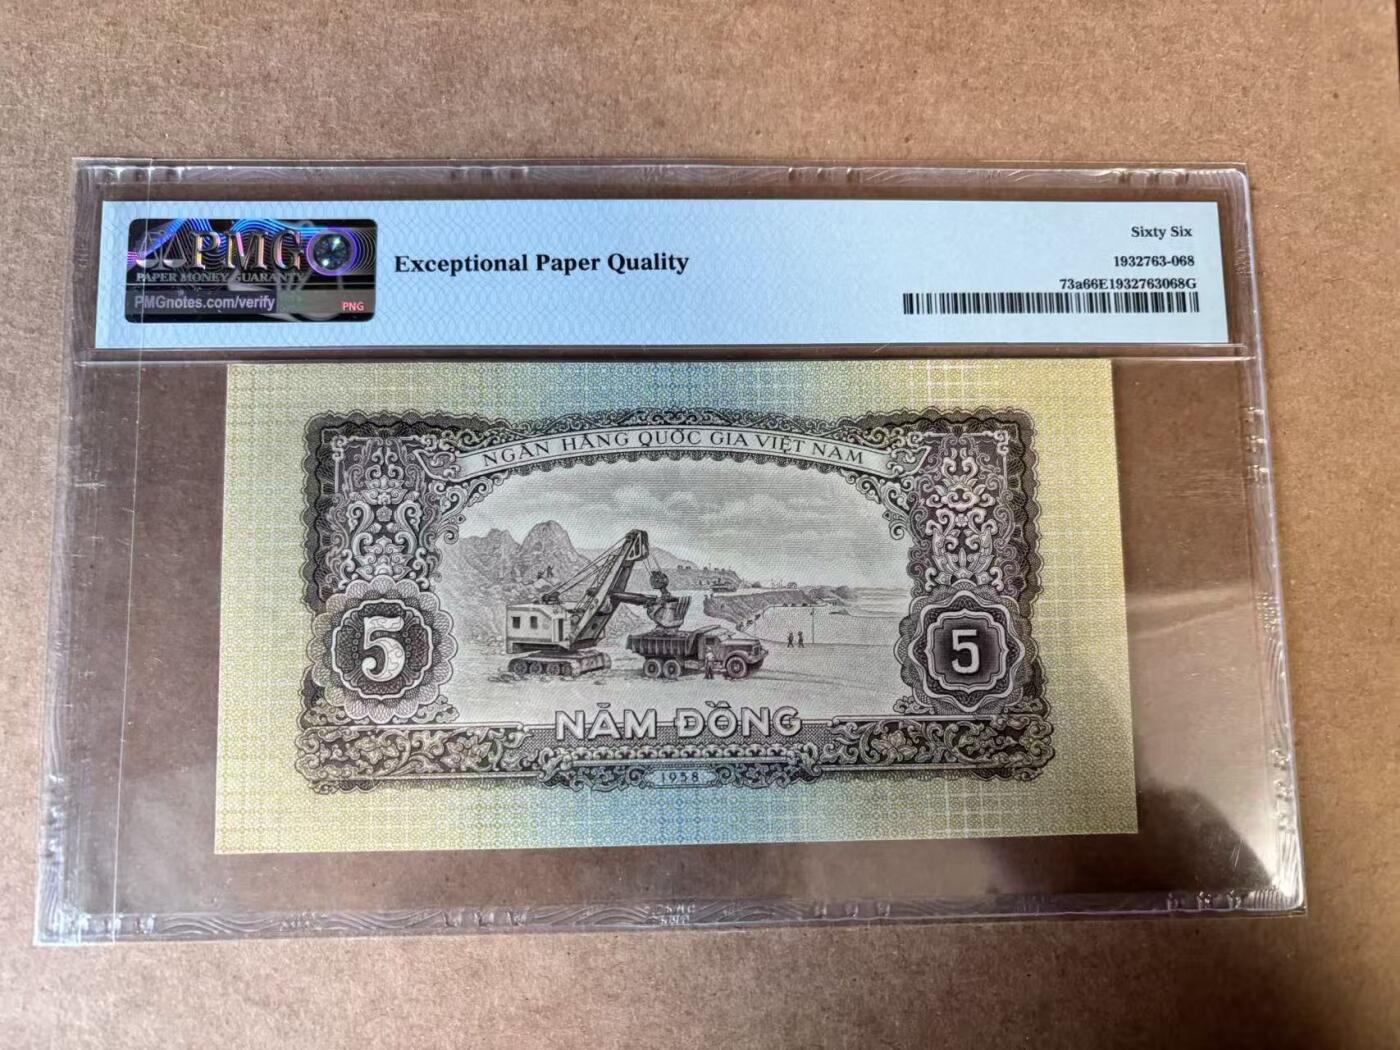 PMG
PAPER MONEY GUARANTY
PMGnotes.com/verify
PNG
Exceptional Paper Quality
Sixty Six
1932763-068
73a66E1932763068G
NGÂN HÀNG QUỐC GIA VIỆT NAM
5
5
NĂM ĐỒNG
1958